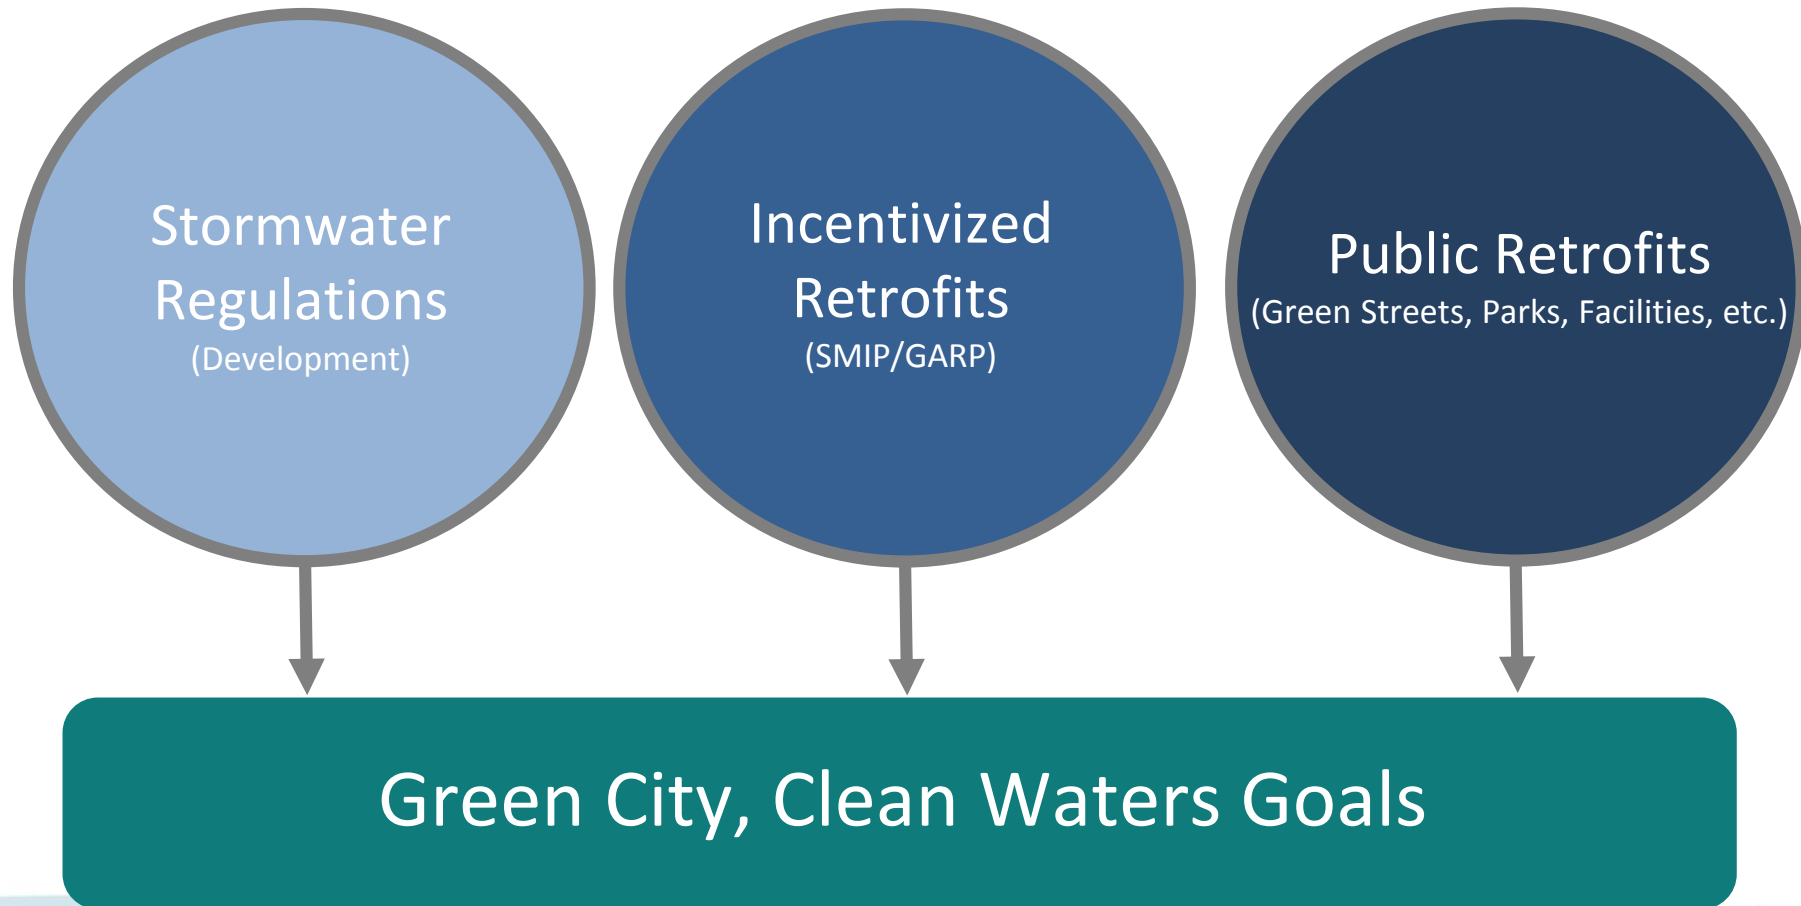 Stormwater
Regulations
(Development)
Incentivized
Retrofits
(SMIP/GARP)
Public Retrofits
(Green Streets, Parks, Facilities, etc.)
Green City, Clean Waters Goals